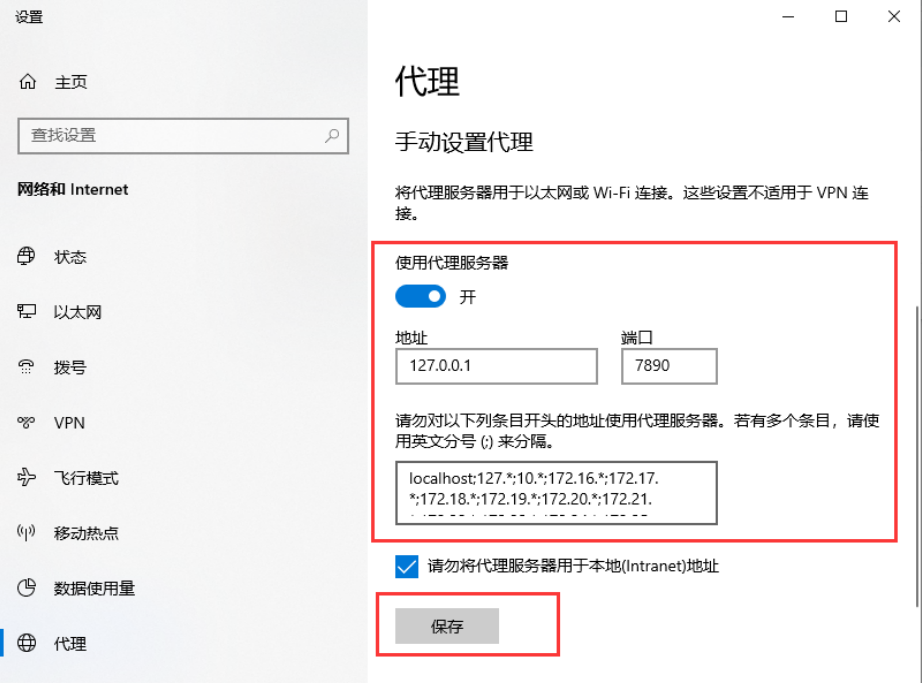 设置
主页
查找设置
网络和 Internet
状态
以太网
拨号
VPN
飞行模式
移动热点
数据使用量
代理
代理
手动设置代理
将代理服务器用于以太网或 Wi-Fi 连接。这些设置不适用于 VPN 连
接。
使用代理服务器
开
地址
端口
127.0.0.1
7890
请勿对以下列条目开头的地址使用代理服务器。若有多个条目，请使
用英文分号 (;) 来分隔。
localhost;127.*;10.*;172.16.*;172.17.
*;172.18.*;172.19.*;172.20.*;172.21.
请勿将代理服务器用于本地(Intranet)地址
保存